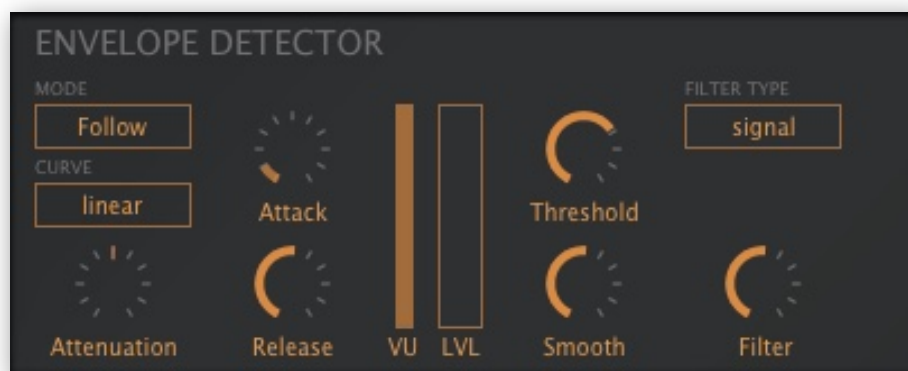 ENVELOPE DETECTOR
MODE
Follow
CURVE
linear
Attenuation
Attack
Release
VU
LVL
Threshold
Smooth
FILTER TYPE
signal
Filter